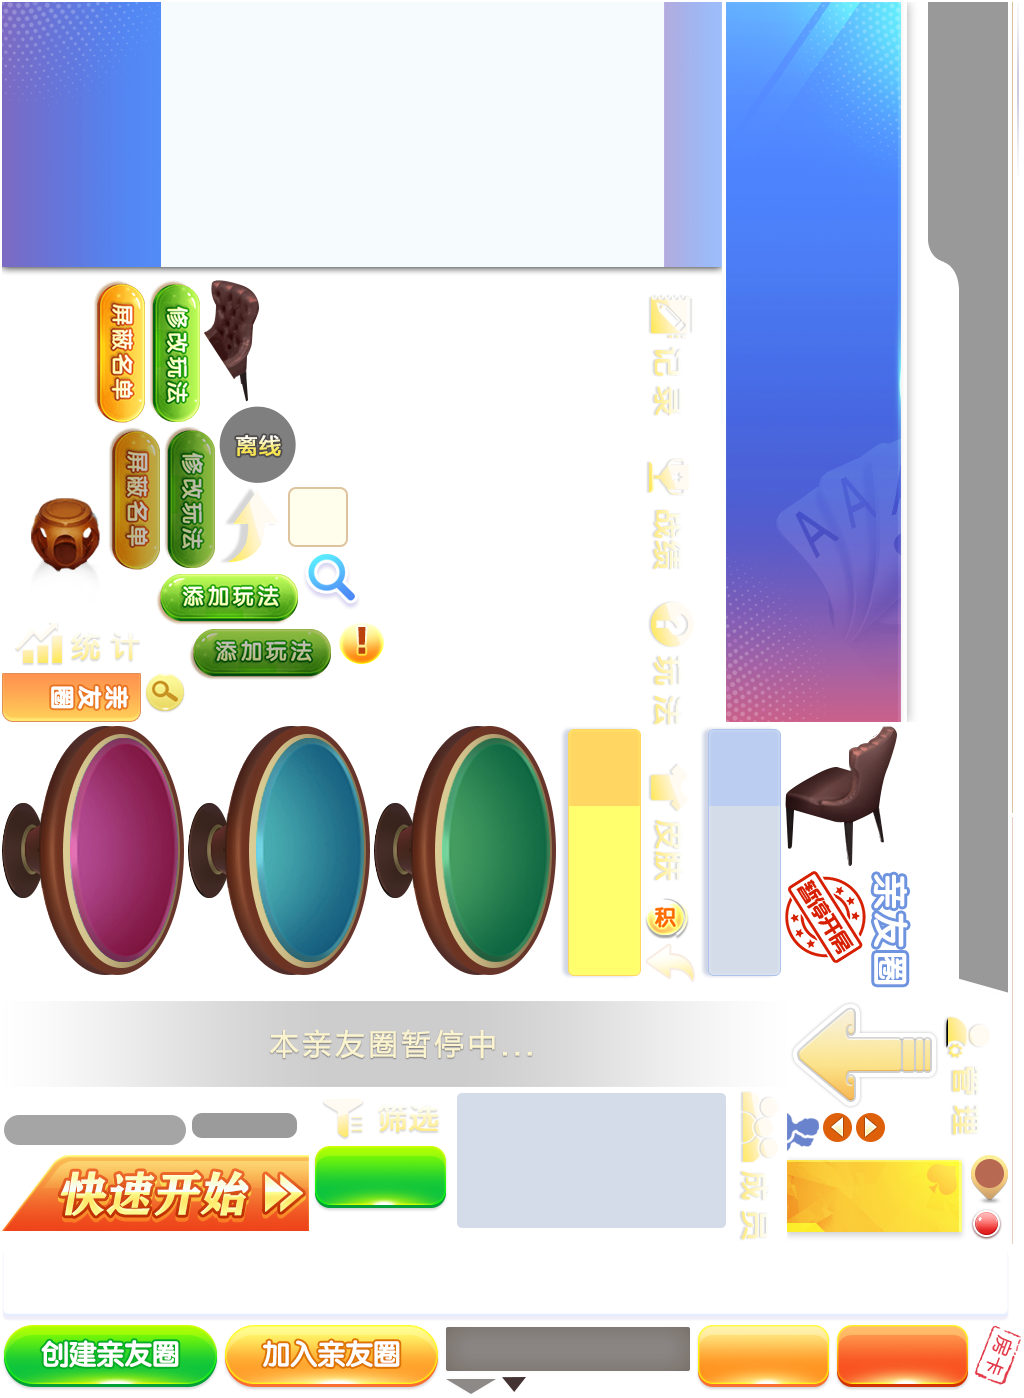 屏蔽名单
修改玩法
记录
离线
屏蔽名单
修改玩法
战绩
A
A
A
添加玩法
统计
添加玩法
!
?
玩法
亲友圈
皮肤
积
暂停开房
亲友圈
本亲友圈暂停中...
管理
筛选
成员
快速开始
创建亲友圈
加入亲友圈
房卡